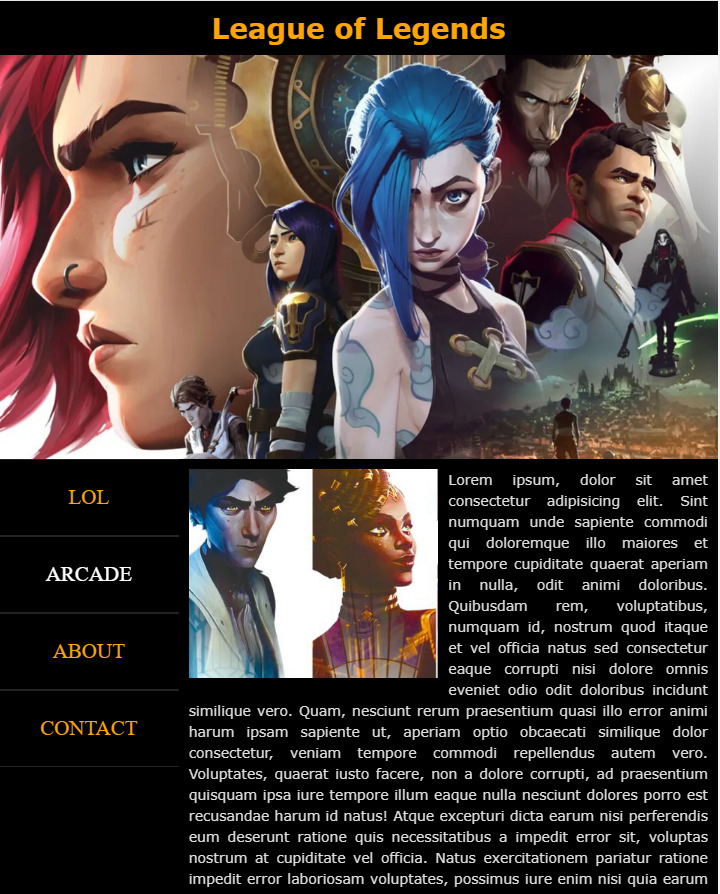 League of Legends
LOL
ARCADE
ABOUT
CONTACT
Lorem ipsum, dolor sit amet
consectetur adipisicing elit. Sint
numquam unde sapiente commodi
qui doloremque illo maiores et
tempore cupiditate quaerat aperiam
in nulla, odit animi doloribus.
Quibusdam rem, voluptatibus,
numquam id, nostrum quod itaque
et vel officia natus sed consectetur
eaque corrupti nisi dolore omnis
eveniet odio odit doloribus incidunt
similique vero. Quam, nesciunt rerum praesentium quasi illo error animi
harum ipsam sapiente ut, aperiam optio obcaecati similique dolor
consectetur, veniam tempore commodi repellendus autem vero.
Voluptates, quaerat iusto facere, non a dolore corrupti, ad praesentium
quisquam ipsa iure tempore illum eaque nulla nesciunt dolores porro est
recusandae harum id natus! Atque excepturi dicta earum nisi perferendis
eum deserunt ratione quis necessitatibus a impedit error sit, voluptas
nostrum at cupiditate vel officia. Natus exercitationem pariatur ratione
impedit error laboriosam voluptates, possimus iure enim nisi quia earum